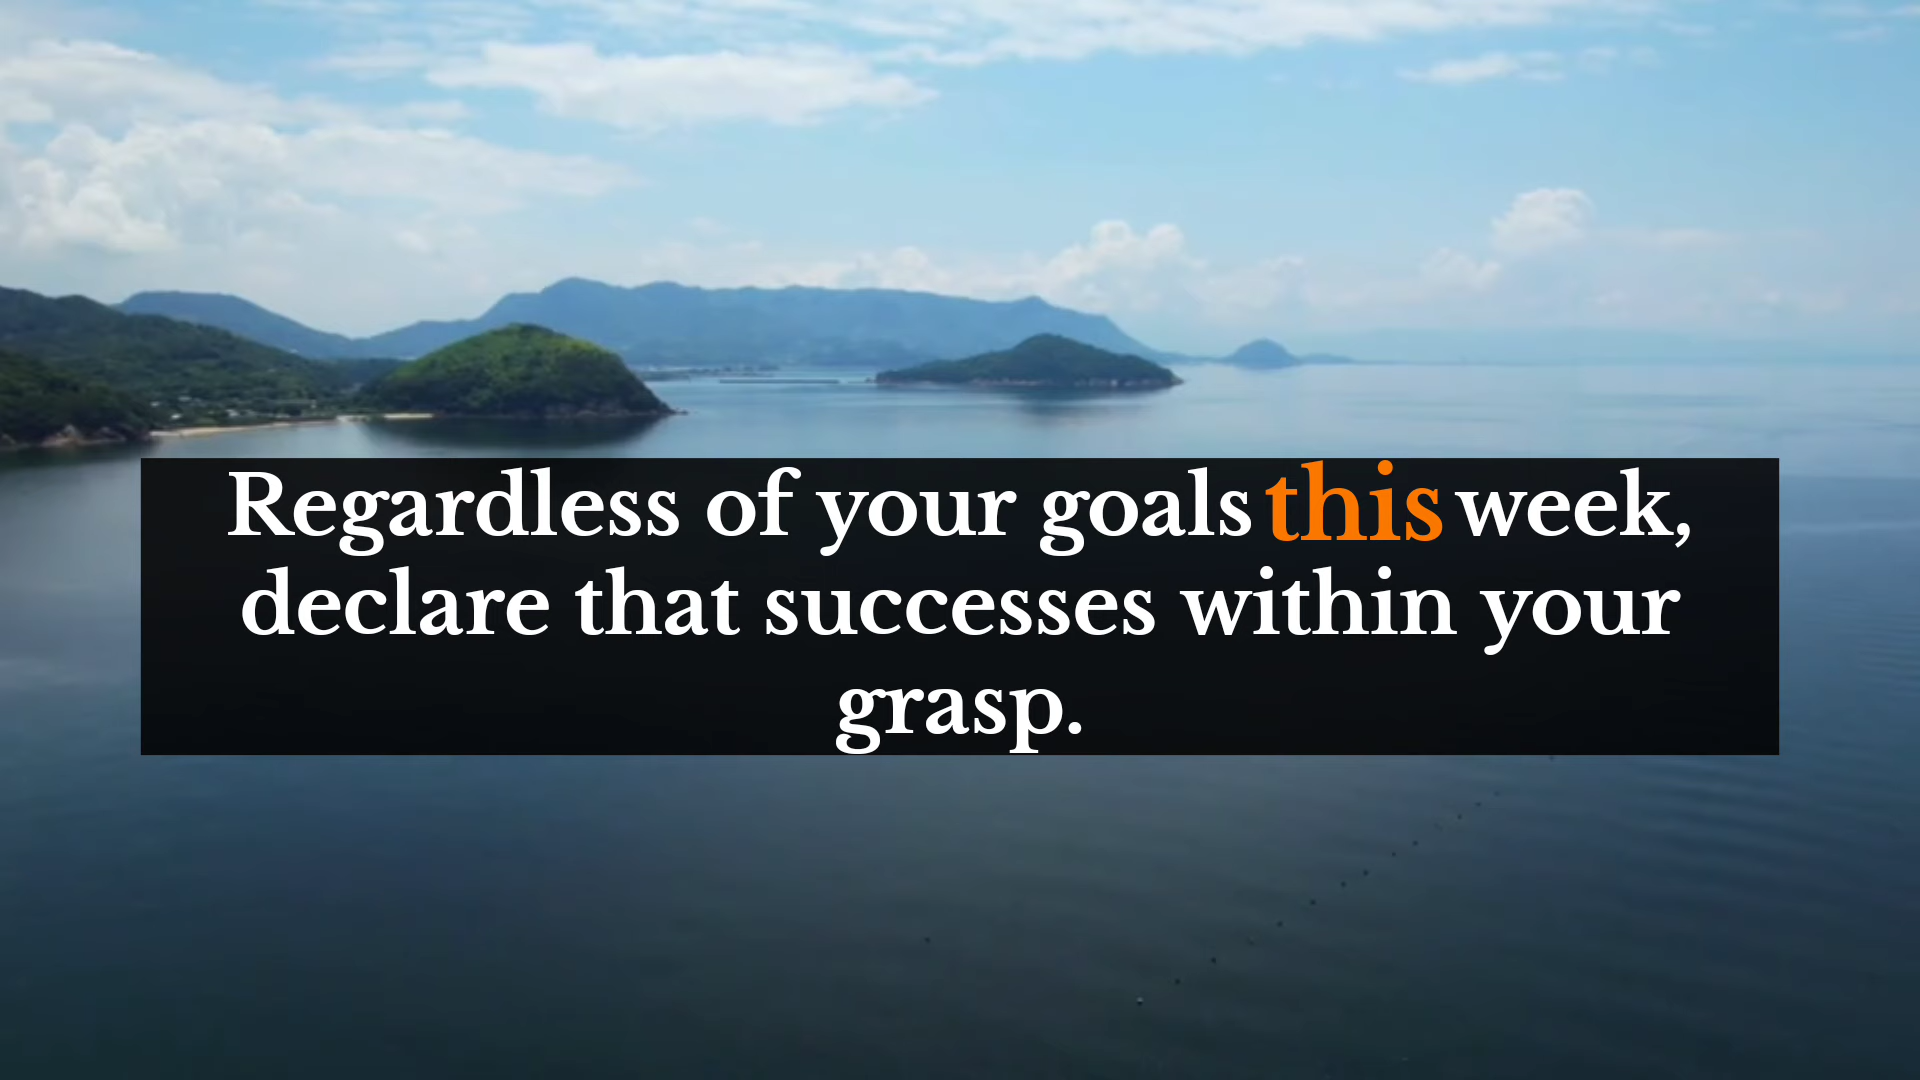 Regardless of your goals this week,
declare that successes within your
grasp.